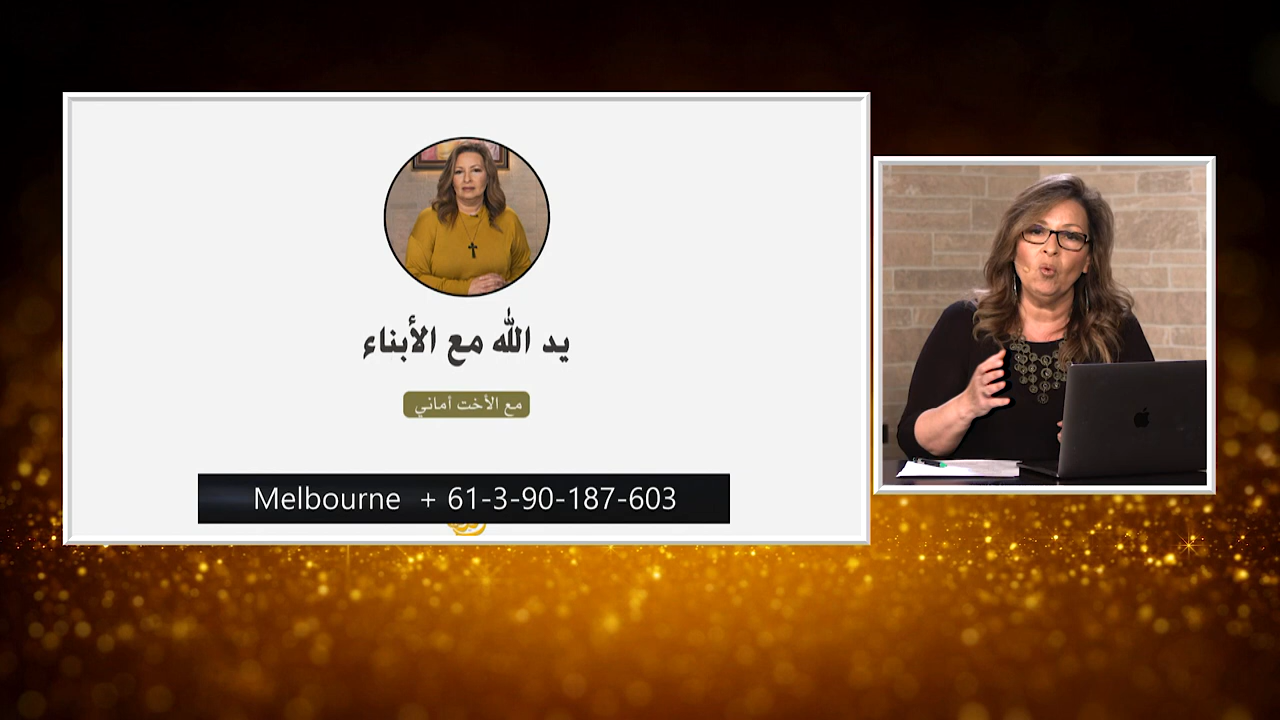 يد الله مع الأبناء
مع الأخت أماني
Melbourne + 61-3-90-187-603